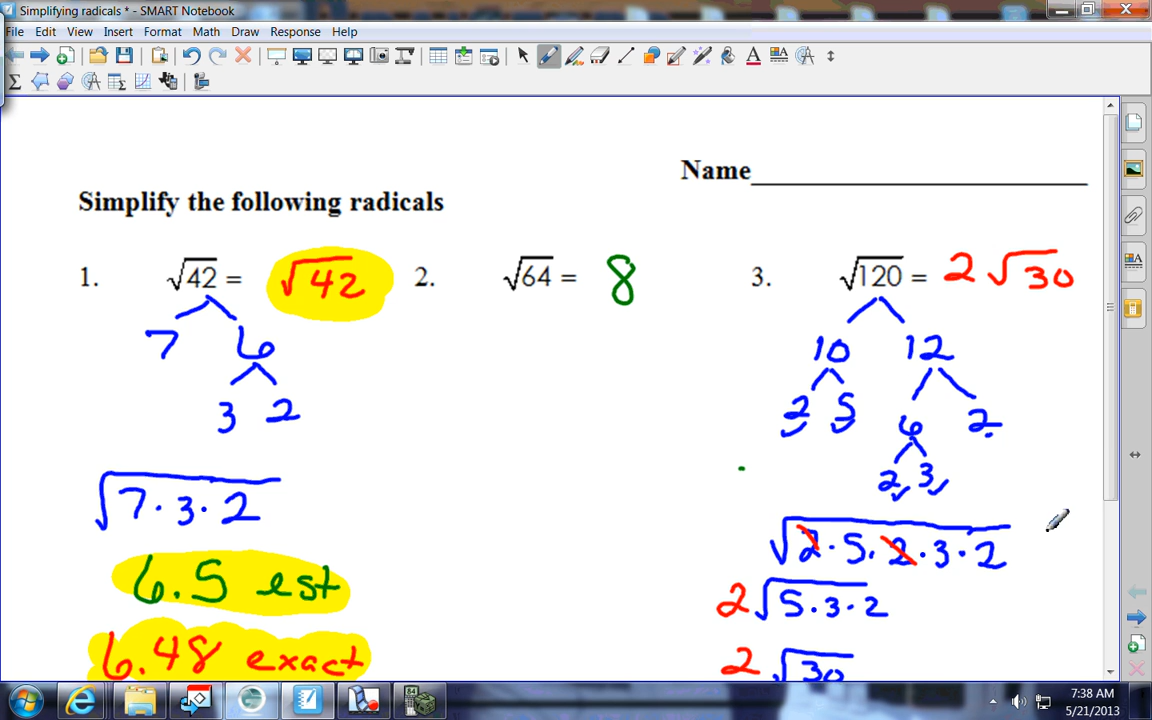 Simplifying radicals * - SMART Notebook
File Edit View Insert Format Math Draw Response Help
Name
Simplify the following radicals
1. √42 = √42 2. √64 = 8 3. √120 = 2√30
7 6 10 12
3 2 2 5 6 2
2 3
√7·3·2
√2·5·2·3·2
6.5 est
2√5·3·2
6.48 exact
2√30
7:38 AM
5/21/2013